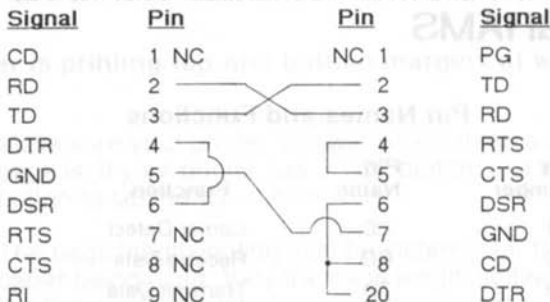 Signal Pin Pin Signal
CD 1 NC NC 1 PG
RD 2 2 TD
TD 3 3 RD
DTR 4 4 RTS
GND 5 5 CTS
DSR 6 6 DSR
RTS 7 NC 7 GND
CTS 8 NC 8 CD
RI 9 NC 20 DTR